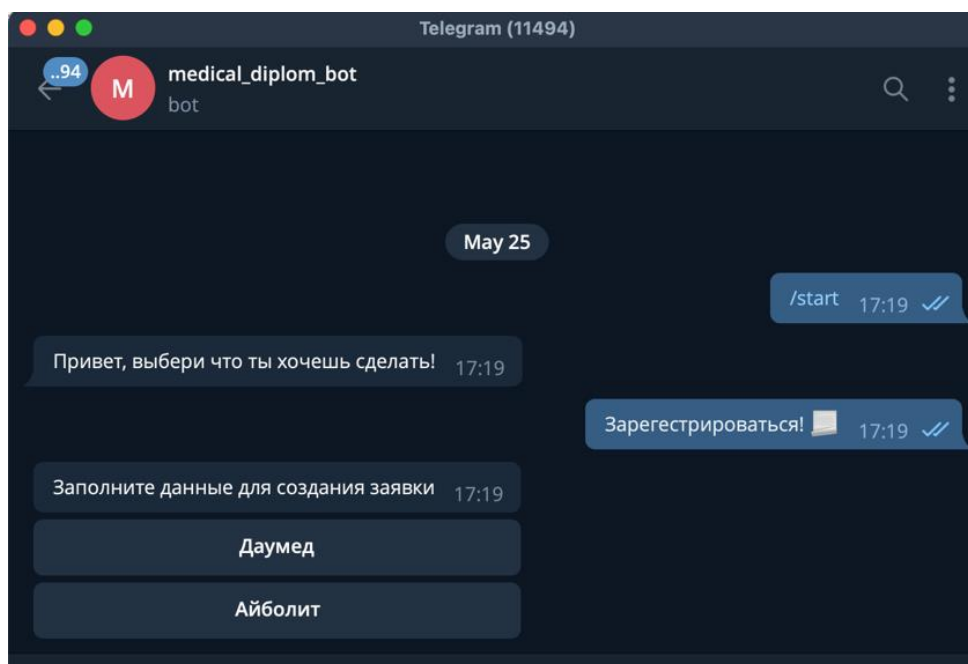 Telegram (11494)
..94
M
medical_diplom_bot
bot
May 25
/start 17:19
Привет, выбери что ты хочешь сделать! 17:19
Зарегестрироваться! 17:19
Заполните данные для создания заявки 17:19
Даумед
Айболит